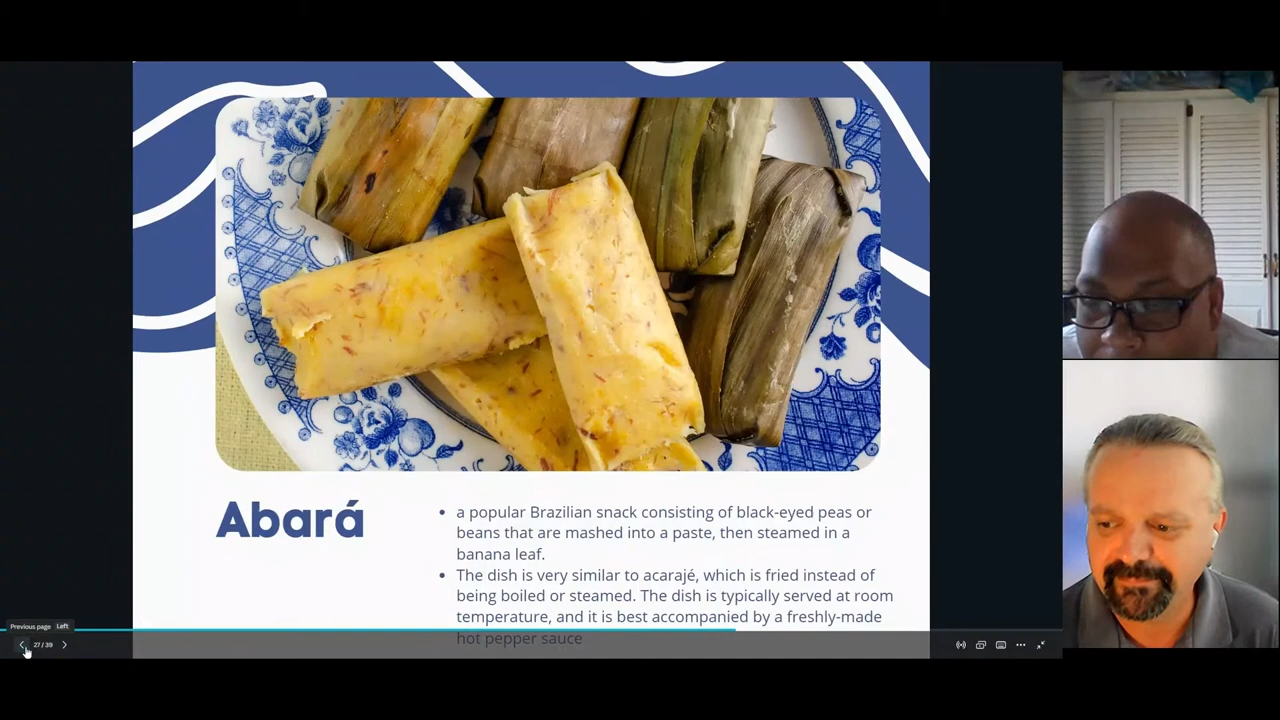 Abará
• a popular Brazilian snack consisting of black-eyed peas or
beans that are mashed into a paste, then steamed in a
banana leaf.
• The dish is very similar to acarajé, which is fried instead of
being boiled or steamed. The dish is typically served at room
temperature, and it is best accompanied by a freshly-made
hot pepper sauce
Previous page Left
27 / 39